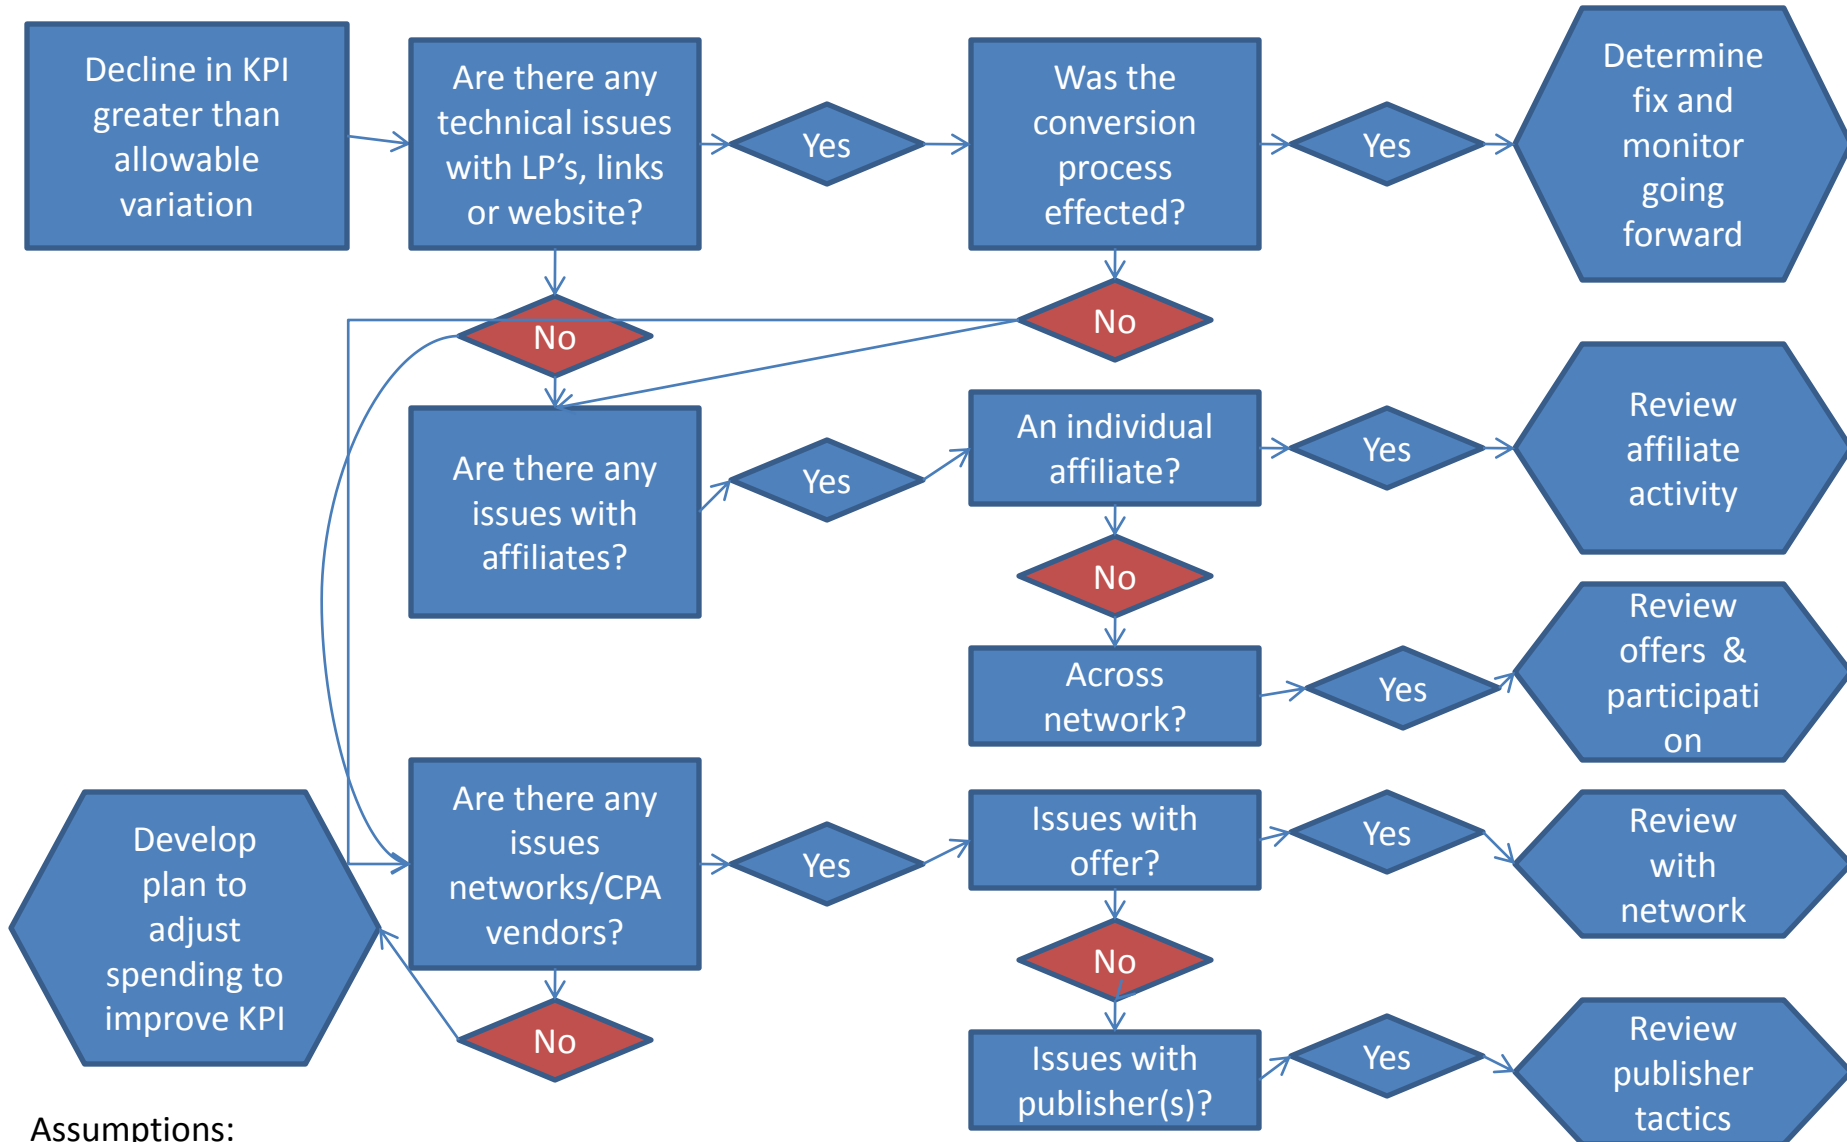 Decline in KPI
greater than
allowable
variation
Are there any
technical issues
with LP’s, links
or website?
Yes
Was the
conversion
process
effected?
Yes
Determine
fix and
monitor
going
forward
No
No
Are there any
issues with
affiliates?
Yes
An individual
affiliate?
Yes
Review
affiliate
activity
No
Across
network?
Yes
Review
offers &
participati
on
Develop
plan to
adjust
spending to
improve KPI
Are there any
issues
networks/CPA
vendors?
Yes
Issues with
offer?
Yes
Review
with
network
No
No
Issues with
publisher(s)?
Yes
Review
publisher
tactics
Assumptions: